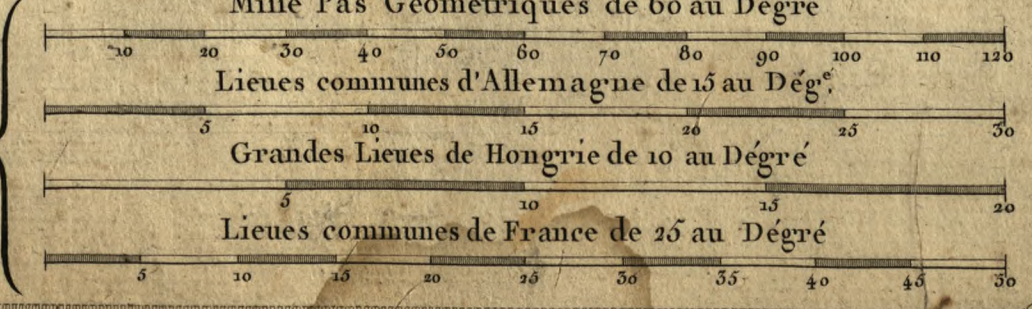 Mille Pas Géometriques de 60 au Dégré
10 20 30 40 50 60 70 80 90 100 110 120
Lieues communes d'Allemagne de 15 au Dég.é
5 10 15 20 25 30
Grandes Lieues de Hongrie de 10 au Dégré
5 10 15 20
Lieues communes de France de 25 au Dégré
5 10 15 20 25 30 35 40 45 50